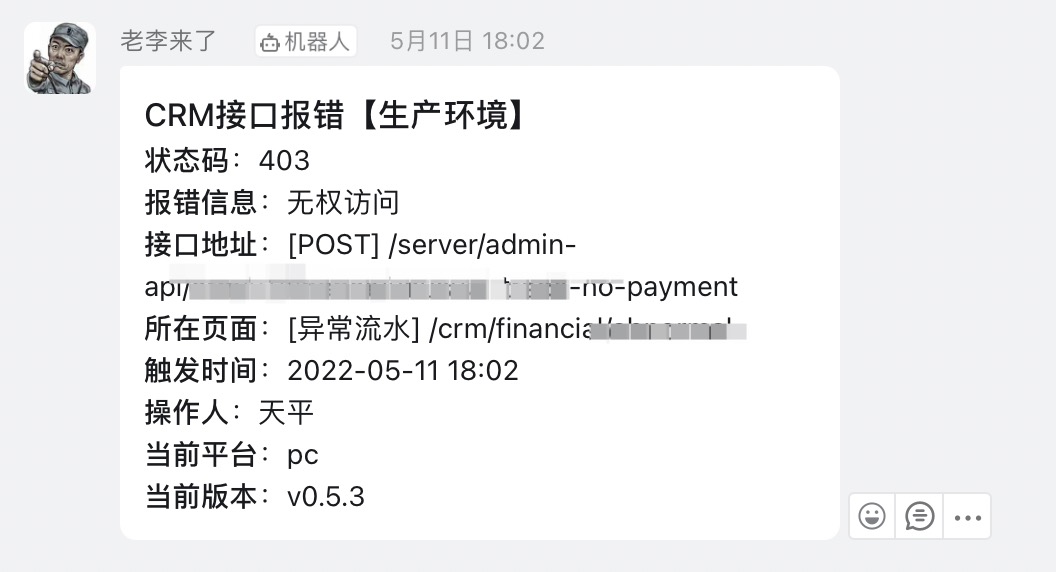 老李来了 机器人 5月11日 18:02
CRM接口报错【生产环境】
状态码：403
报错信息：无权访问
接口地址：[POST] /server/admin-
api/ -no-payment
所在页面：[异常流水] /crm/financial/
触发时间：2022-05-11 18:02
操作人：天平
当前平台：pc
当前版本：v0.5.3